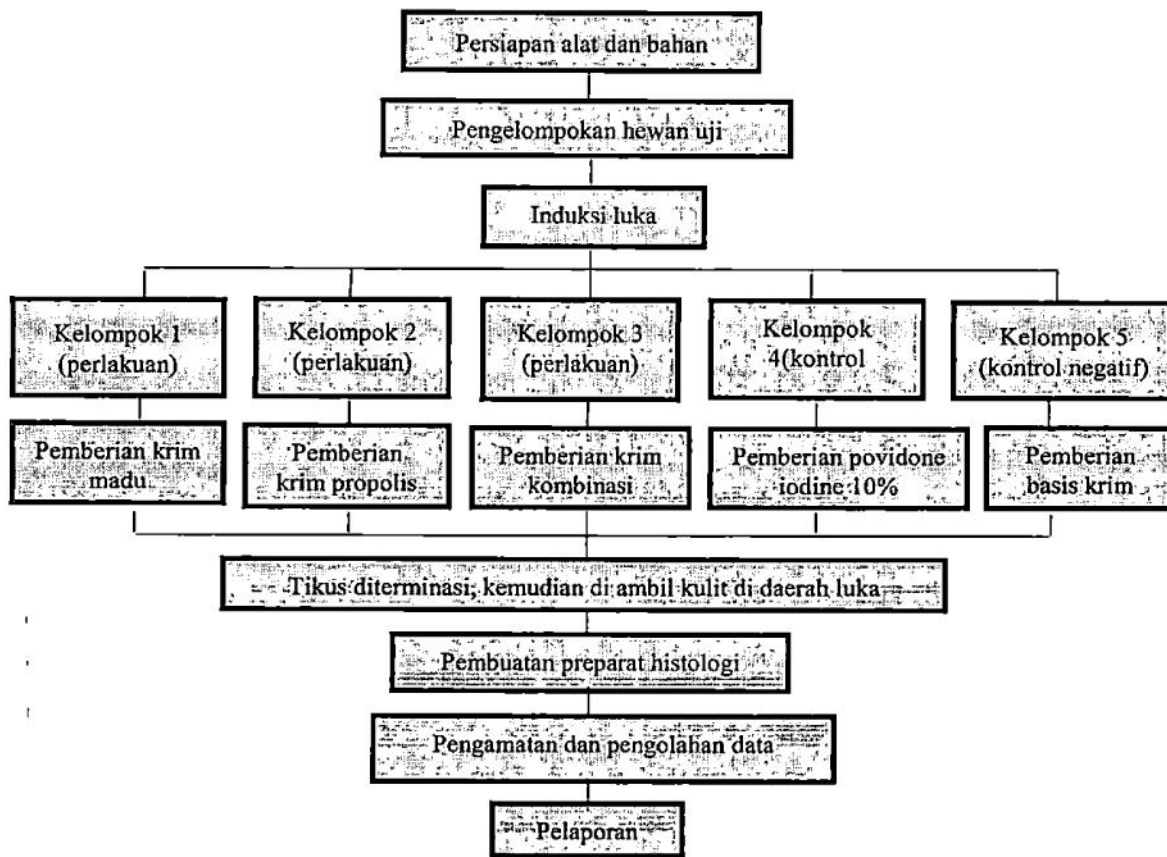 Persiapan alat dan bahan
Pengelompokan hewan uji
Induksi luka
Kelompok 1
(perlakuan)
Kelompok 2
(perlakuan)
Kelompok 3
(perlakuan)
Kelompok
4(kontrol
Kelompok 5
(kontrol negatif)
Pemberian krim
madu
Pemberian
krim propolis
Pemberian krim
kombinasi
Pemberian povidone
iodine 10%
Pemberian
basis krim
Tikus diterminasi; kemudian di ambil kulit di daerah luka
Pembuatan preparat histologi
Pengamatan dan pengolahan data
Pelaporan